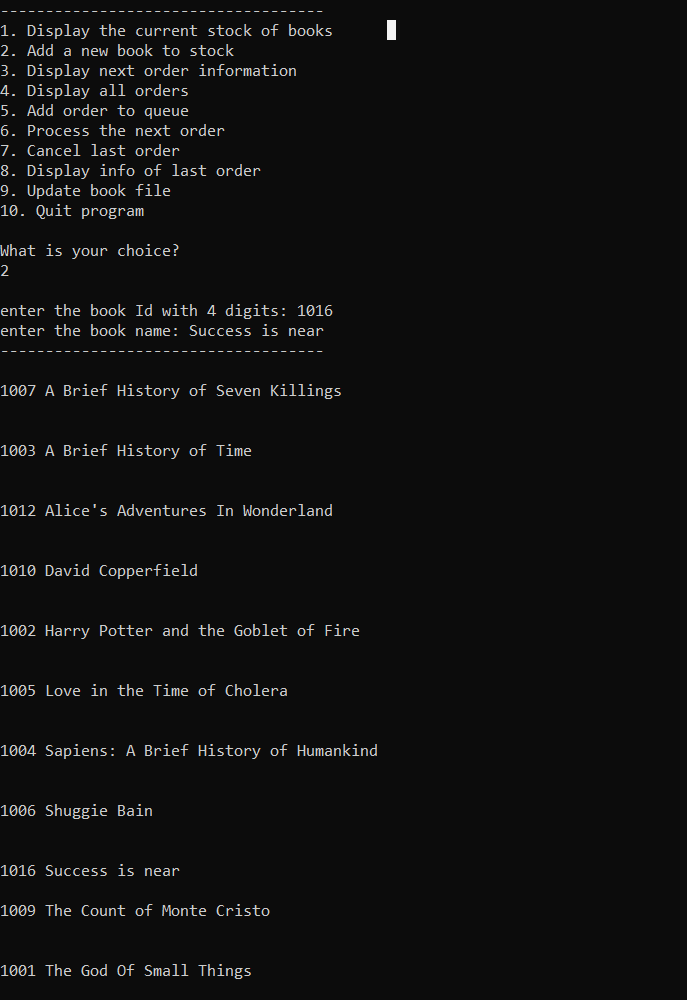 ------------------------------------
1. Display the current stock of books
2. Add a new book to stock
3. Display next order information
4. Display all orders
5. Add order to queue
6. Process the next order
7. Cancel last order
8. Display info of last order
9. Update book file
10. Quit program
What is your choice?
2
enter the book Id with 4 digits: 1016
enter the book name: Success is near
------------------------------------
1007 A Brief History of Seven Killings
1003 A Brief History of Time
1012 Alice's Adventures In Wonderland
1010 David Copperfield
1002 Harry Potter and the Goblet of Fire
1005 Love in the Time of Cholera
1004 Sapiens: A Brief History of Humankind
1006 Shuggie Bain
1016 Success is near
1009 The Count of Monte Cristo
1001 The God Of Small Things